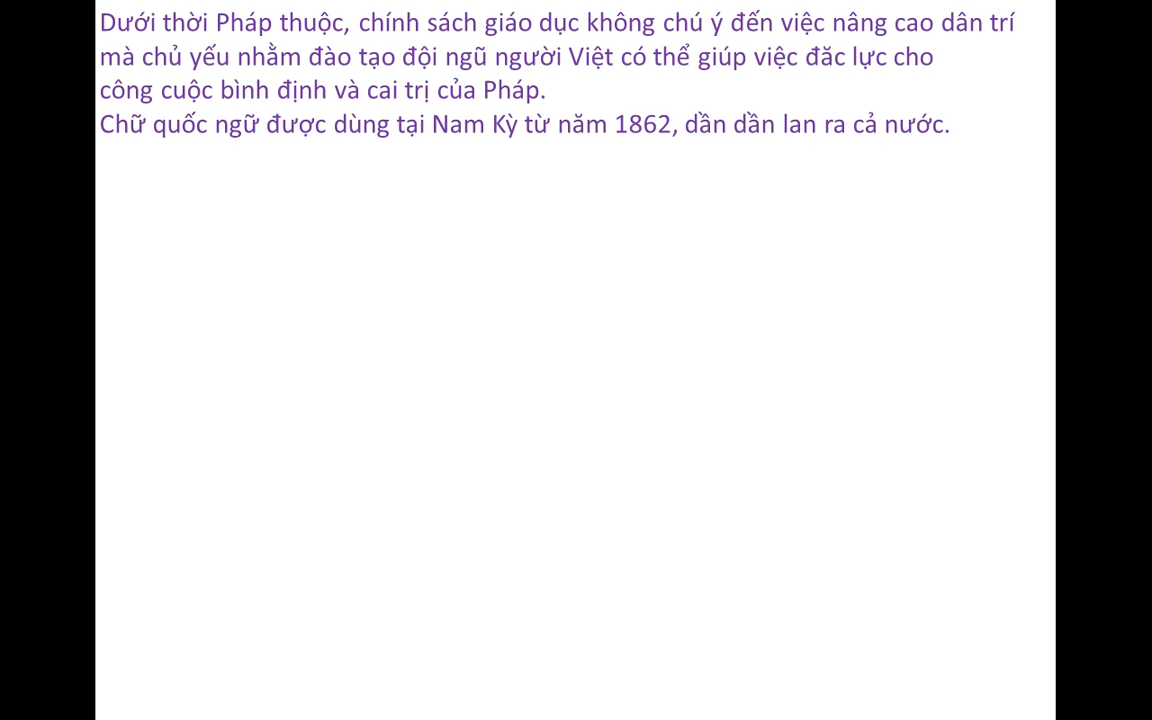 Dưới thời Pháp thuộc, chính sách giáo dục không chú ý đến việc nâng cao dân trí
mà chủ yếu nhằm đào tạo đội ngũ người Việt có thể giúp việc đăc lực cho
công cuộc bình định và cai trị của Pháp.
Chữ quốc ngữ được dùng tại Nam Kỳ từ năm 1862, dần dần lan ra cả nước.